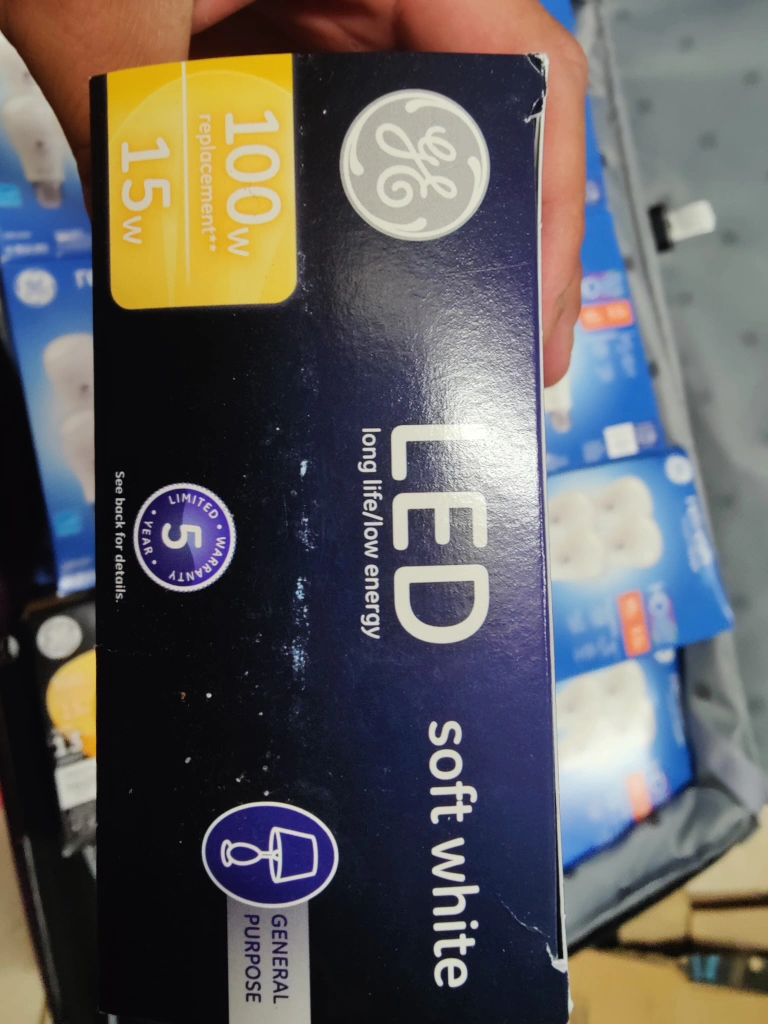 GE
LED
long life/low energy
soft white
100w
replacement**
15w
LIMITED • WARRANTY
5
• YEAR •
See back for details.
GENERAL
PURPOSE